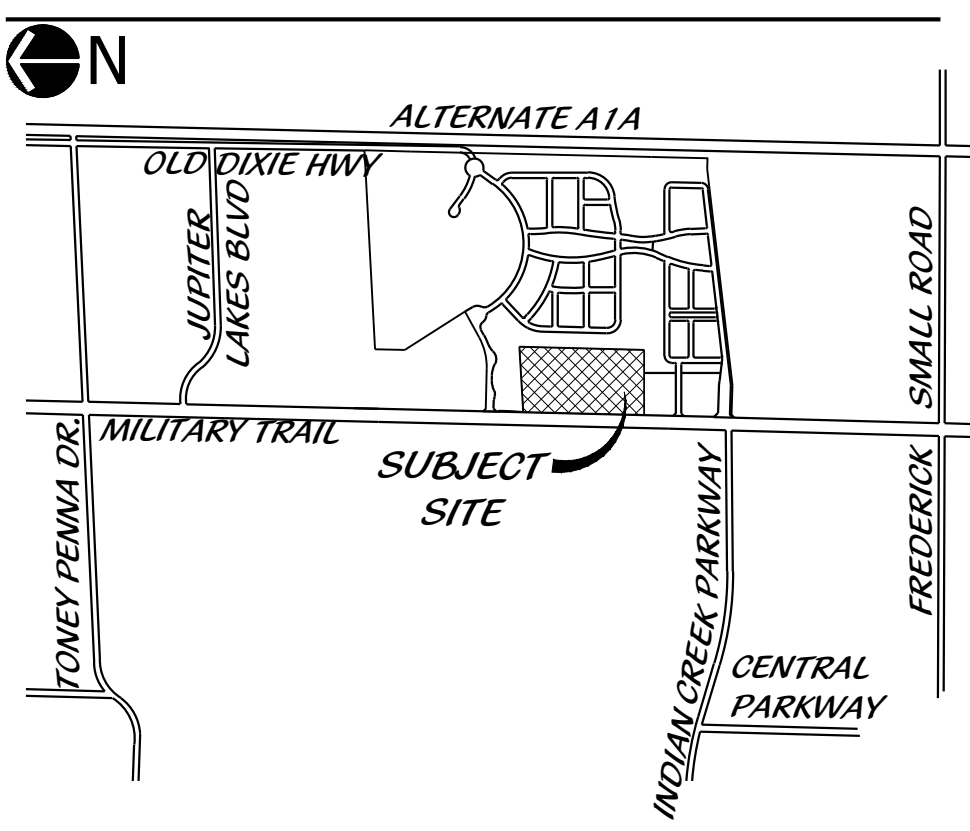 N
ALTERNATE A1A
OLD DIXIE HWY
JUPITER
LAKES BLVD
SMALL ROAD
MILITARY TRAIL
SUBJECT
SITE
TONEY PENNA DR.
INDIAN CREEK PARKWAY
FREDERICK
CENTRAL
PARKWAY